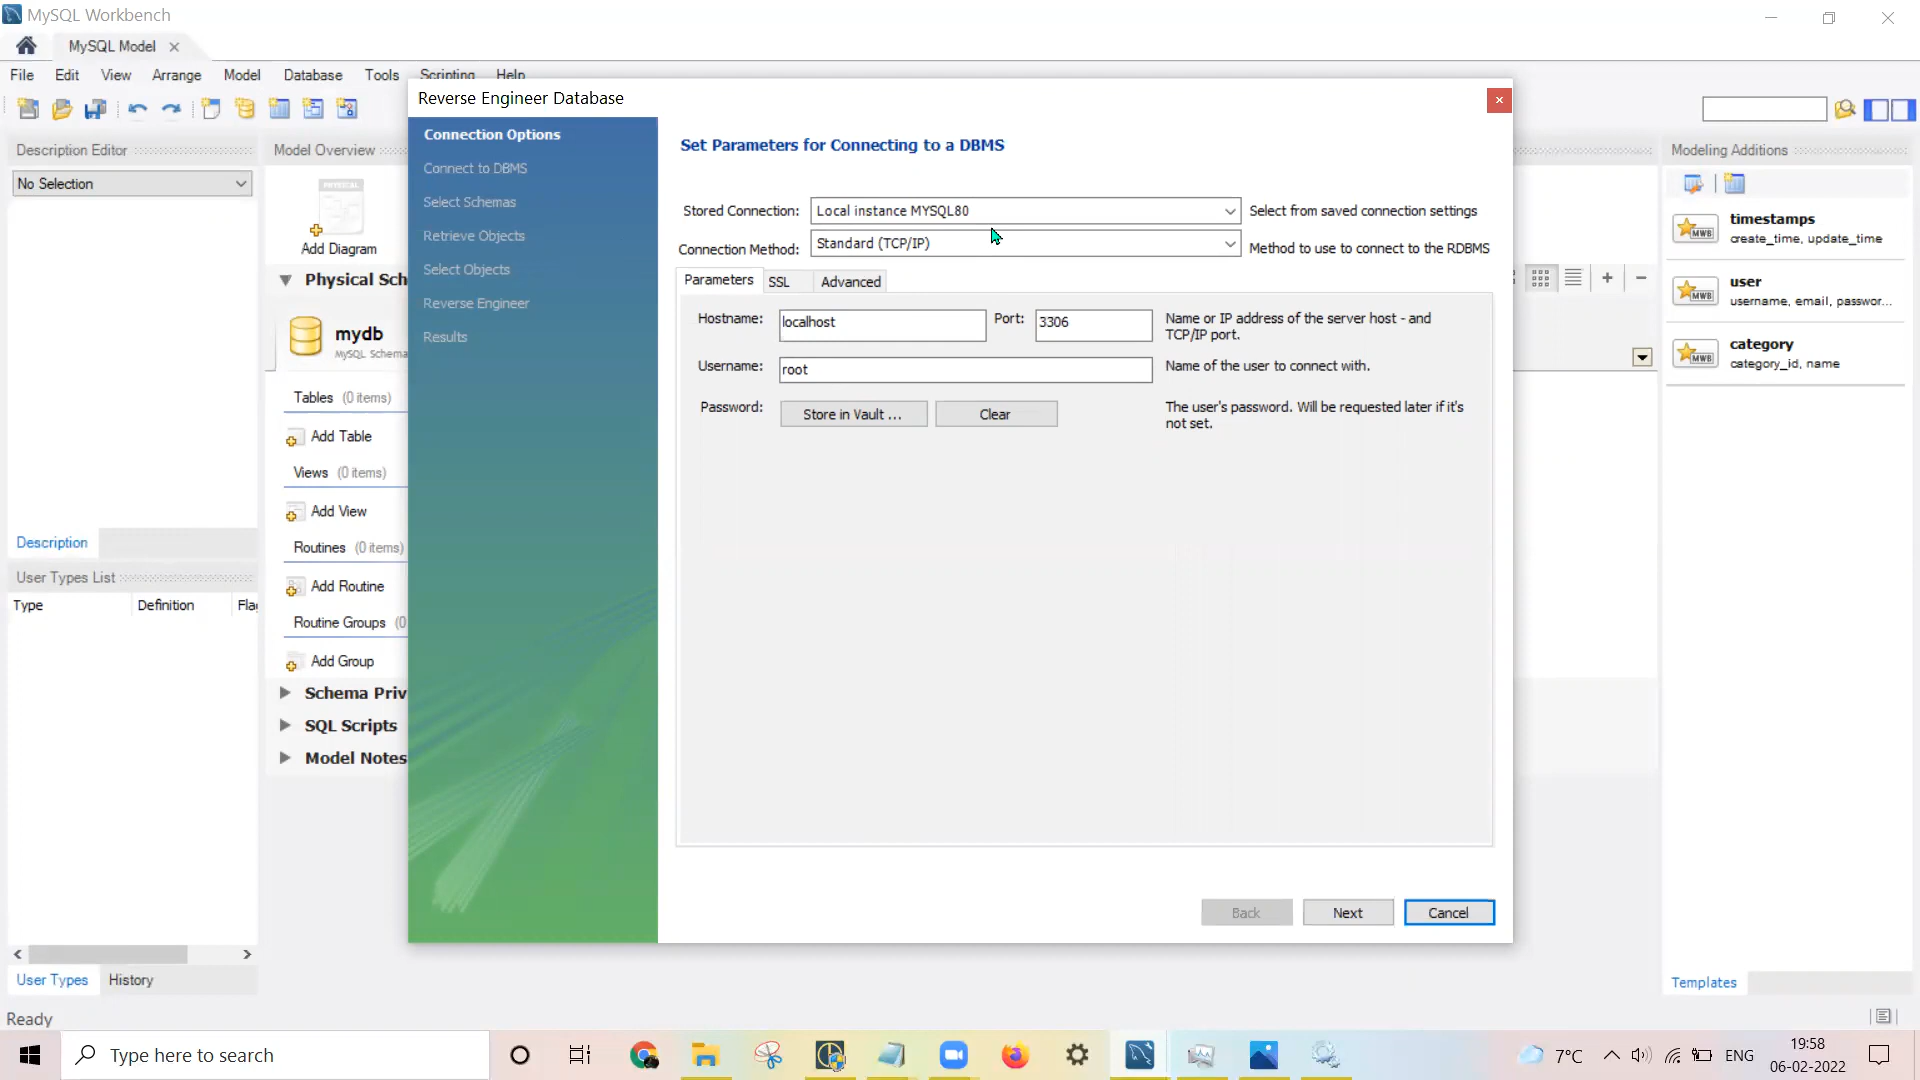 MySQL Workbench
MySQL Model
File Edit View Arrange Model Database Tools Scripting Help
Description Editor
No Selection
Description
User Types List
Type Definition
User Types History
Ready
Model Overview
PHYSICAL
Add Diagram
Physical Sch
mydb
MySQL Schema
Tables (0 items)
Add Table
Views (0 items)
Add View
Routines (0 items)
Add Routine
Routine Groups (0
Add Group
Schema Priv
SQL Scripts
Model Notes
Reverse Engineer Database
Connection Options
Connect to DBMS
Select Schemas
Retrieve Objects
Select Objects
Reverse Engineer
Results
Set Parameters for Connecting to a DBMS
Stored Connection: Local instance MYSQL80 Select from saved connection settings
Connection Method: Standard (TCP/IP) Method to use to connect to the RDBMS
Parameters SSL Advanced
Hostname: localhost Port: 3306 Name or IP address of the server host - and
TCP/IP port.
Username: root Name of the user to connect with.
Password: Store in Vault ... Clear The user's password. Will be requested later if it's
not set.
Back Next Cancel
Modeling Additions
MWB
timestamps
create_time, update_time
MWB
user
username, email, passwor...
MWB
category
category_id, name
Templates
Type here to search
7°C ENG
19:58
06-02-2022